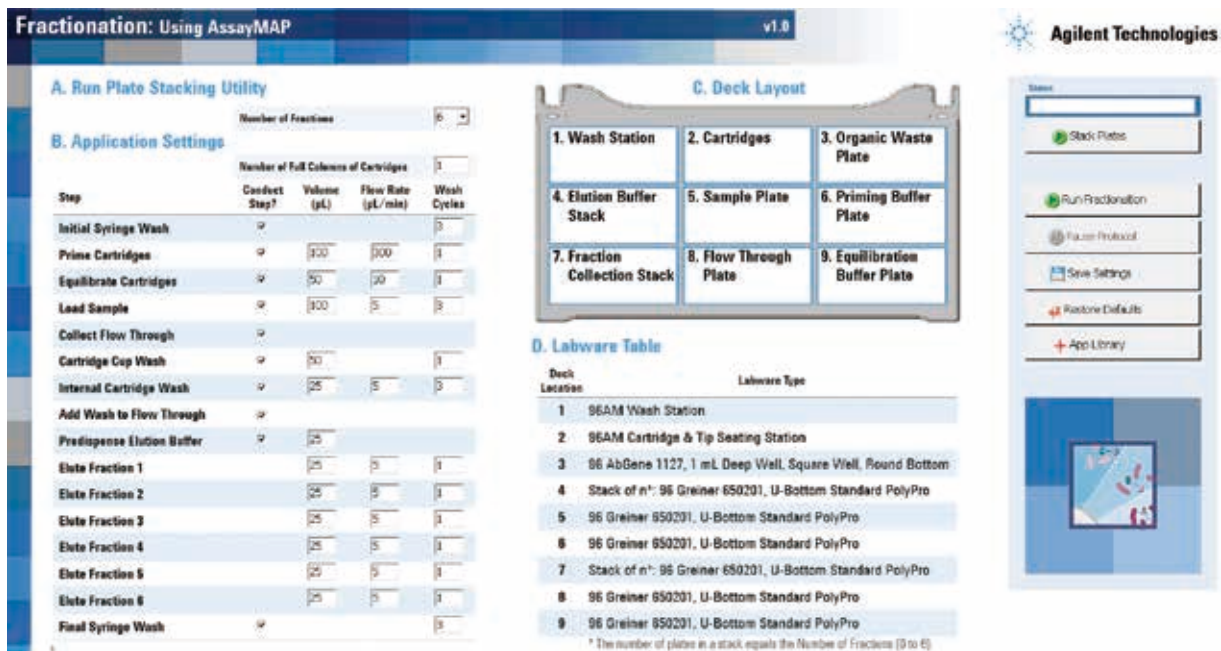 Fractionation: Using AssayMAP
v1.0
Agilent Technologies
A. Run Plate Stacking Utility
Number of Fractions 6
B. Application Settings
Number of Full Columns of Cartridges 1
Step Conduct Step? Volume (µL) Flow Rate (µL/min) Wash Cycles
Initial Syringe Wash 3
Prime Cartridges 100 300 1
Equilibrate Cartridges 50 1
Load Sample 100 5 3
Collect Flow Through
Cartridge Cup Wash 50 1
Internal Cartridge Wash 25 5 3
Add Wash to Flow Through
Predispense Elution Buffer 25
Elute Fraction 1 25 5 1
Elute Fraction 2 25 5 1
Elute Fraction 3 25 5 1
Elute Fraction 4 25 5 1
Elute Fraction 5 25 5 1
Elute Fraction 6 25 5 1
Final Syringe Wash 3
C. Deck Layout
1. Wash Station
2. Cartridges
3. Organic Waste
Plate
4. Elution Buffer
Stack
5. Sample Plate
6. Priming Buffer
Plate
7. Fraction
Collection Stack
8. Flow Through
Plate
9. Equilibration
Buffer Plate
D. Labware Table
Deck Location Labware Type
1 96AM Wash Station
2 96AM Cartridge & Tip Seating Station
3 96 AbGene 1127, 1 mL Deep Well, Square Well, Round Bottom
4 Stack of n*: 96 Greiner 650201, U-Bottom Standard PolyPro
5 96 Greiner 650201, U-Bottom Standard PolyPro
6 96 Greiner 650201, U-Bottom Standard PolyPro
7 Stack of n*: 96 Greiner 650201, U-Bottom Standard PolyPro
8 96 Greiner 650201, U-Bottom Standard PolyPro
9 96 Greiner 650201, U-Bottom Standard PolyPro
* The number of plates in a stack equals the Number of Fractions (0 to 6)
Status
Stack Plates
Run Fractionation
Pause Protocol
Save Settings
Restore Defaults
App Library